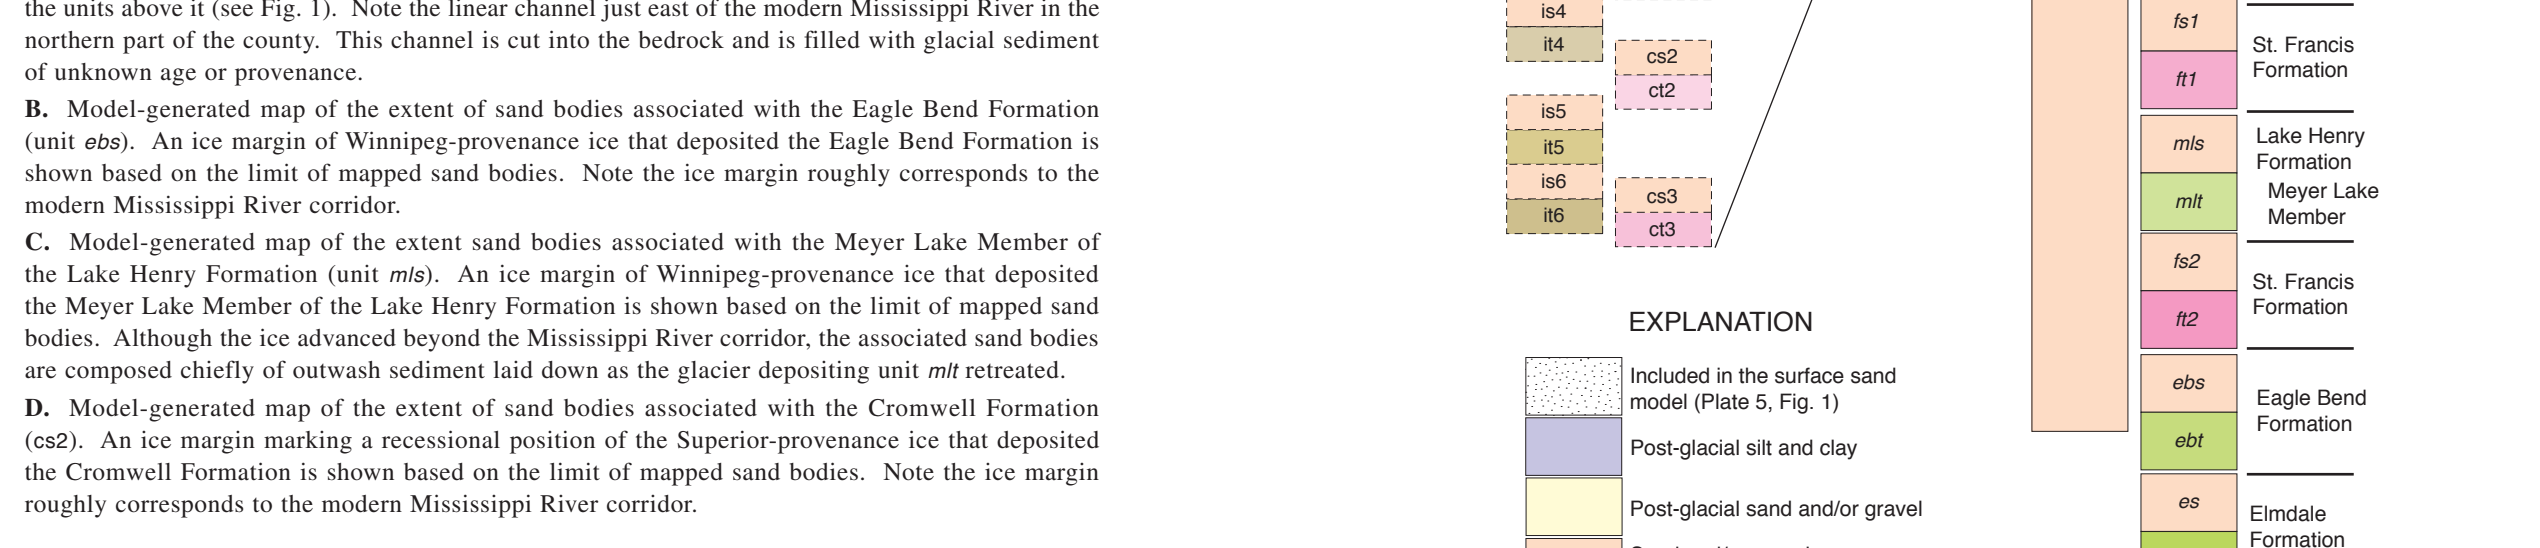 the units above it (see Fig. 1). Note the linear channel just east of the modern Mississippi River in the
northern part of the county. This channel is cut into the bedrock and is filled with glacial sediment
of unknown age or provenance.
B. Model-generated map of the extent of sand bodies associated with the Eagle Bend Formation
(unit ebs). An ice margin of Winnipeg-provenance ice that deposited the Eagle Bend Formation is
shown based on the limit of mapped sand bodies. Note the ice margin roughly corresponds to the
modern Mississippi River corridor.
C. Model-generated map of the extent sand bodies associated with the Meyer Lake Member of
the Lake Henry Formation (unit mls). An ice margin of Winnipeg-provenance ice that deposited
the Meyer Lake Member of the Lake Henry Formation is shown based on the limit of mapped sand
bodies. Although the ice advanced beyond the Mississippi River corridor, the associated sand bodies
are composed chiefly of outwash sediment laid down as the glacier depositing unit mlt retreated.
D. Model-generated map of the extent of sand bodies associated with the Cromwell Formation
(cs2). An ice margin marking a recessional position of the Superior-provenance ice that deposited
the Cromwell Formation is shown based on the limit of mapped sand bodies. Note the ice margin
roughly corresponds to the modern Mississippi River corridor.
is4
it4
cs2
ct2
is5
it5
is6
it6
cs3
ct3
EXPLANATION
Included in the surface sand
model (Plate 5, Fig. 1)
Post-glacial silt and clay
Post-glacial sand and/or gravel
fs1
ft1
St. Francis
Formation
mls
mlt
Lake Henry
Formation
Meyer Lake
Member
fs2
ft2
St. Francis
Formation
ebs
ebt
Eagle Bend
Formation
es
Elmdale
Formation